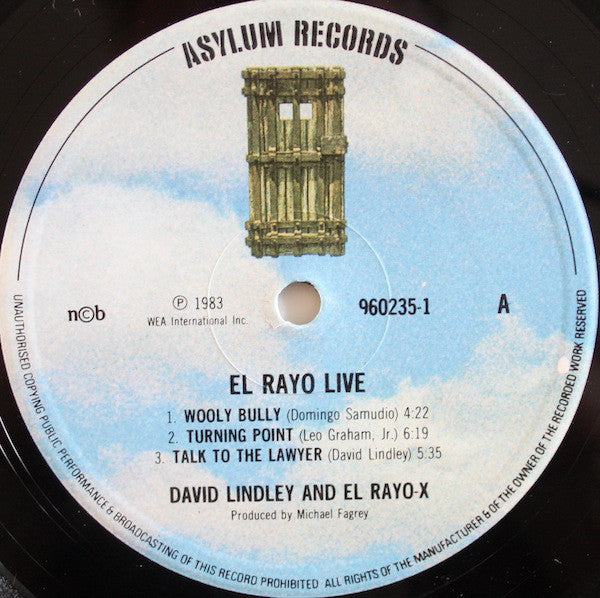 ASYLUM RECORDS
n©b
℗ 1983
WEA International Inc.
960235-1
A
EL RAYO LIVE
1. WOOLY BULLY (Domingo Samudio) 4:22
2. TURNING POINT (Leo Graham, Jr.) 6:19
3. TALK TO THE LAWYER (David Lindley) 5:35
DAVID LINDLEY AND EL RAYO-X
Produced by Michael Fagrey
UNAUTHORISED COPYING PUBLIC PERFORMANCE & BROADCASTING OF THIS RECORD PROHIBITED ALL RIGHTS OF THE MANUFACTURER & OF THE OWNER OF THE RECORDED WORK RESERVED